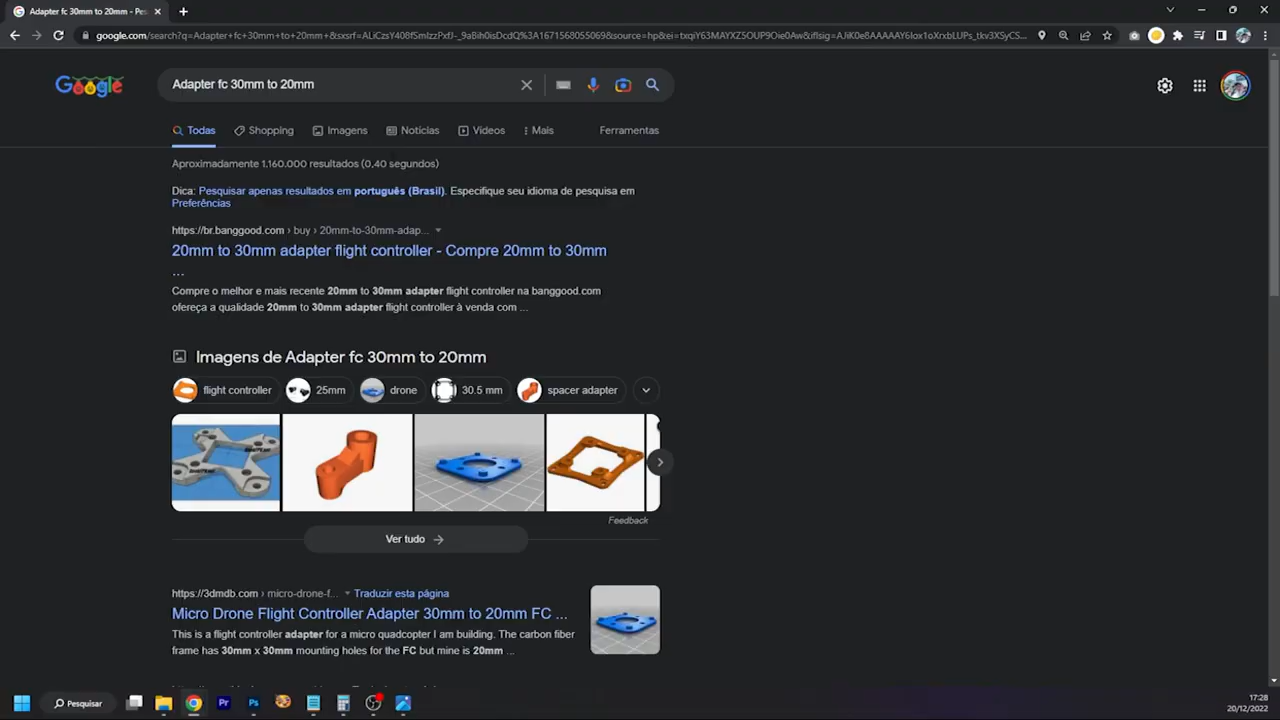 Adapter fc 30mm to 20mm - Pes
google.com/search?q=Adapter+fc+30mm+to+20mm+&sxsrf=ALiCzsY408fSmIzzPxfJ-_9aBih0isDcdQ%3A1671568055069&source=hp&ei=txqiY63MAYXZ5OUP9Oie0Aw&iflsig=AJiK0e8AAAAAY6Iox1oXrxbLUPs_tkv3XSyCS...
Google
Adapter fc 30mm to 20mm
Todas
Shopping
Imagens
Notícias
Vídeos
Mais
Ferramentas
Aproximadamente 1.160.000 resultados (0,40 segundos)
Dica: Pesquisar apenas resultados em português (Brasil). Especifique seu idioma de pesquisa em
Preferências
https://br.banggood.com › buy › 20mm-to-30mm-adap...
20mm to 30mm adapter flight controller - Compre 20mm to 30mm
...
Compre o melhor e mais recente 20mm to 30mm adapter flight controller na banggood.com
ofereça a qualidade 20mm to 30mm adapter flight controller à venda com ...
Imagens de Adapter fc 30mm to 20mm
flight controller
25mm
drone
30.5 mm
spacer adapter
Feedback
Ver tudo
https://3dmdb.com › micro-drone-f... Traduzir esta página
Micro Drone Flight Controller Adapter 30mm to 20mm FC ...
This is a flight controller adapter for a micro quadcopter I am building. The carbon fiber
frame has 30mm x 30mm mounting holes for the FC but mine is 20mm ...
Pesquisar
Pr
Ps
17:28
20/12/2022